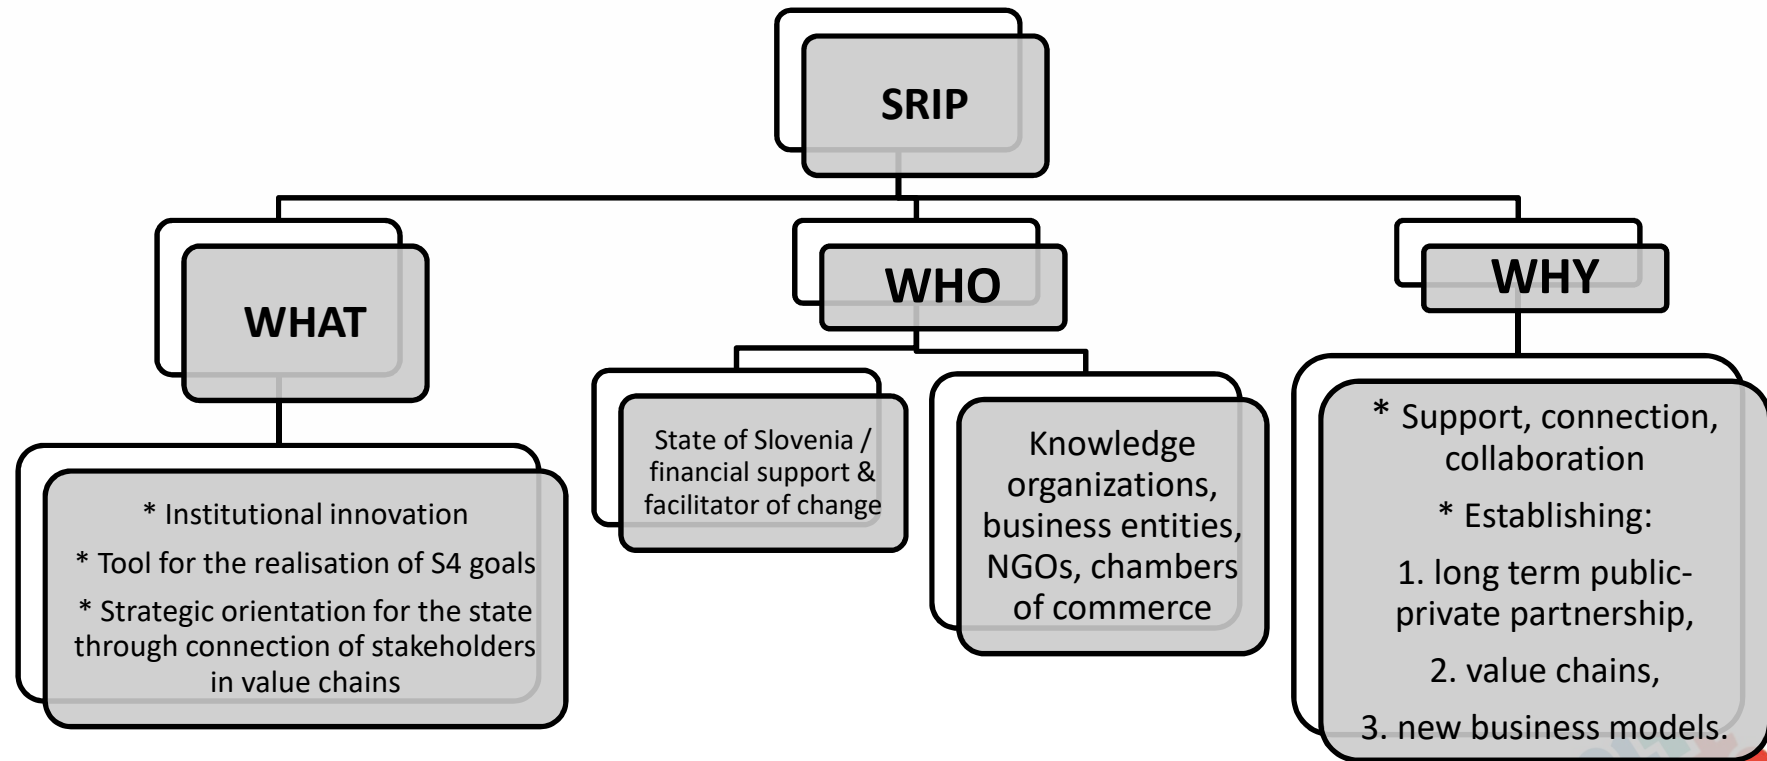 SRIP
WHAT
WHO
WHY
* Institutional innovation
* Tool for the realisation of S4 goals
* Strategic orientation for the state
through connection of stakeholders
in value chains
State of Slovenia /
financial support &
facilitator of change
Knowledge
organizations,
business entities,
NGOs, chambers
of commerce
* Support, connection,
collaboration
* Establishing:
1. long term public-
private partnership,
2. value chains,
3. new business models.